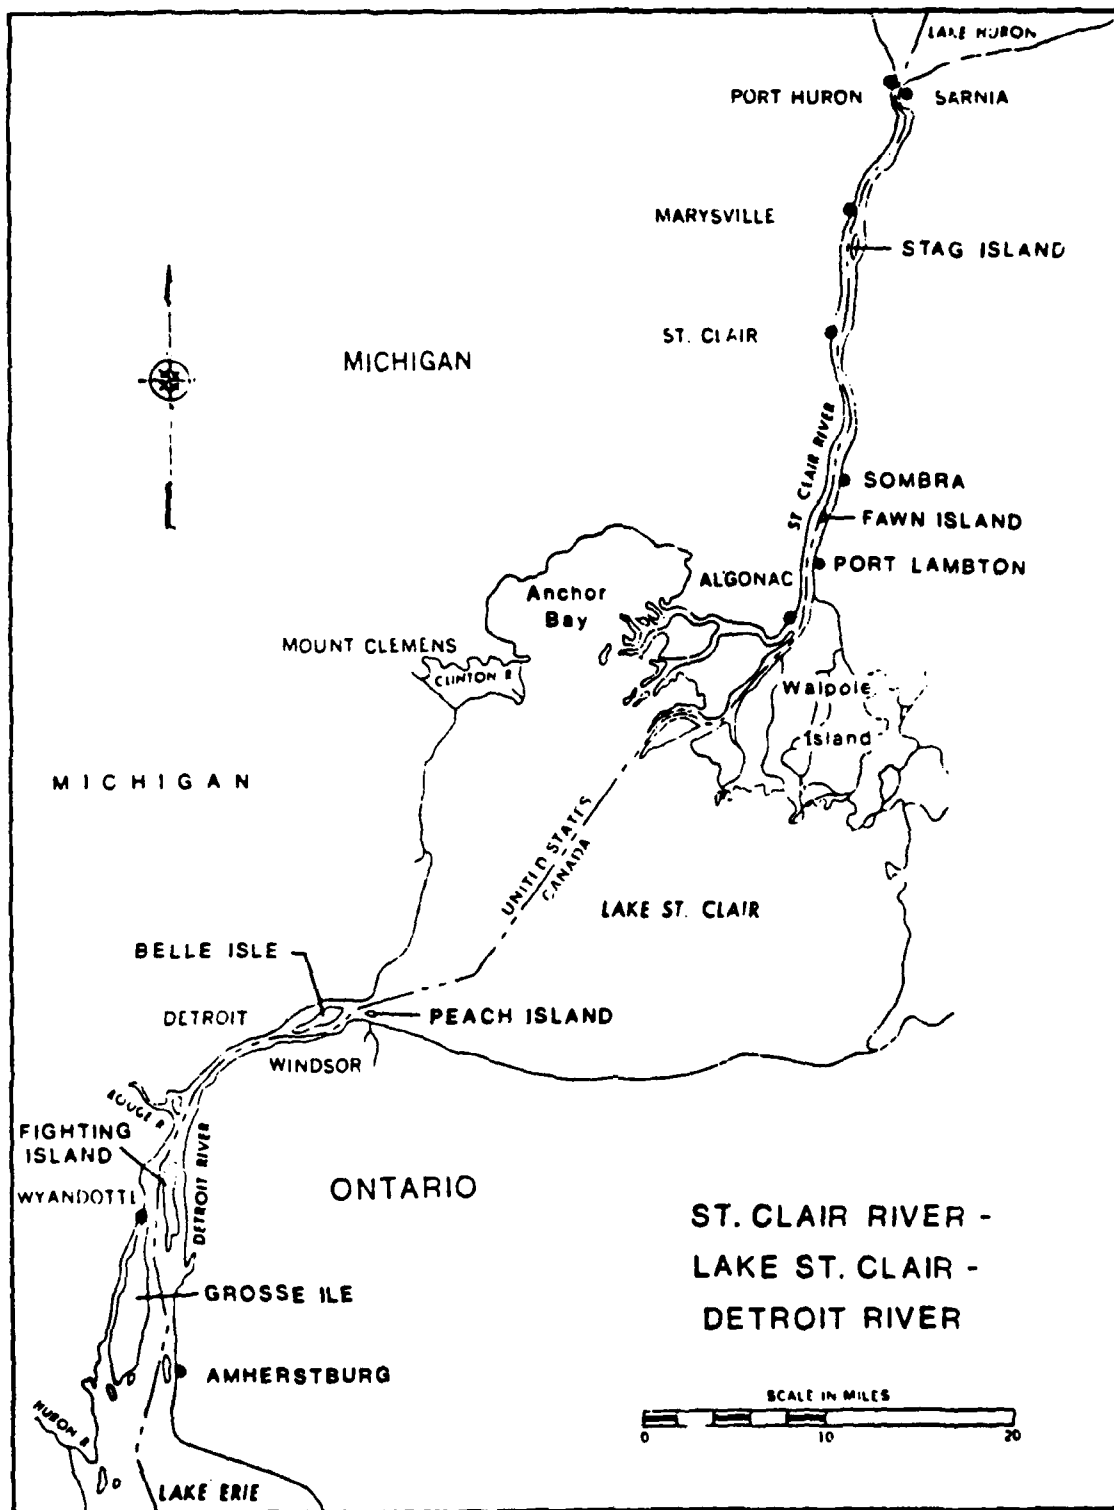 LAKE HURON
PORT HURON
SARNIA
MARYSVILLE
STAG ISLAND
ST. CLAIR
MICHIGAN
ST CLAIR RIVER
SOMBRA
FAWN ISLAND
PORT LAMBTON
ALGONAC
Anchor
Bay
MOUNT CLEMENS
CLINTON R.
Walpole
Island
MICHIGAN
UNITED STATES
CANADA
LAKE ST. CLAIR
BELLE ISLE
DETROIT
PEACH ISLAND
WINDSOR
ROUGE R.
FIGHTING
ISLAND
DETROIT RIVER
WYANDOTTE
ONTARIO
ST. CLAIR RIVER -
LAKE ST. CLAIR -
DETROIT RIVER
GROSSE ILE
AMHERSTBURG
SCALE IN MILES
0 10 20
HURON R.
LAKE ERIE